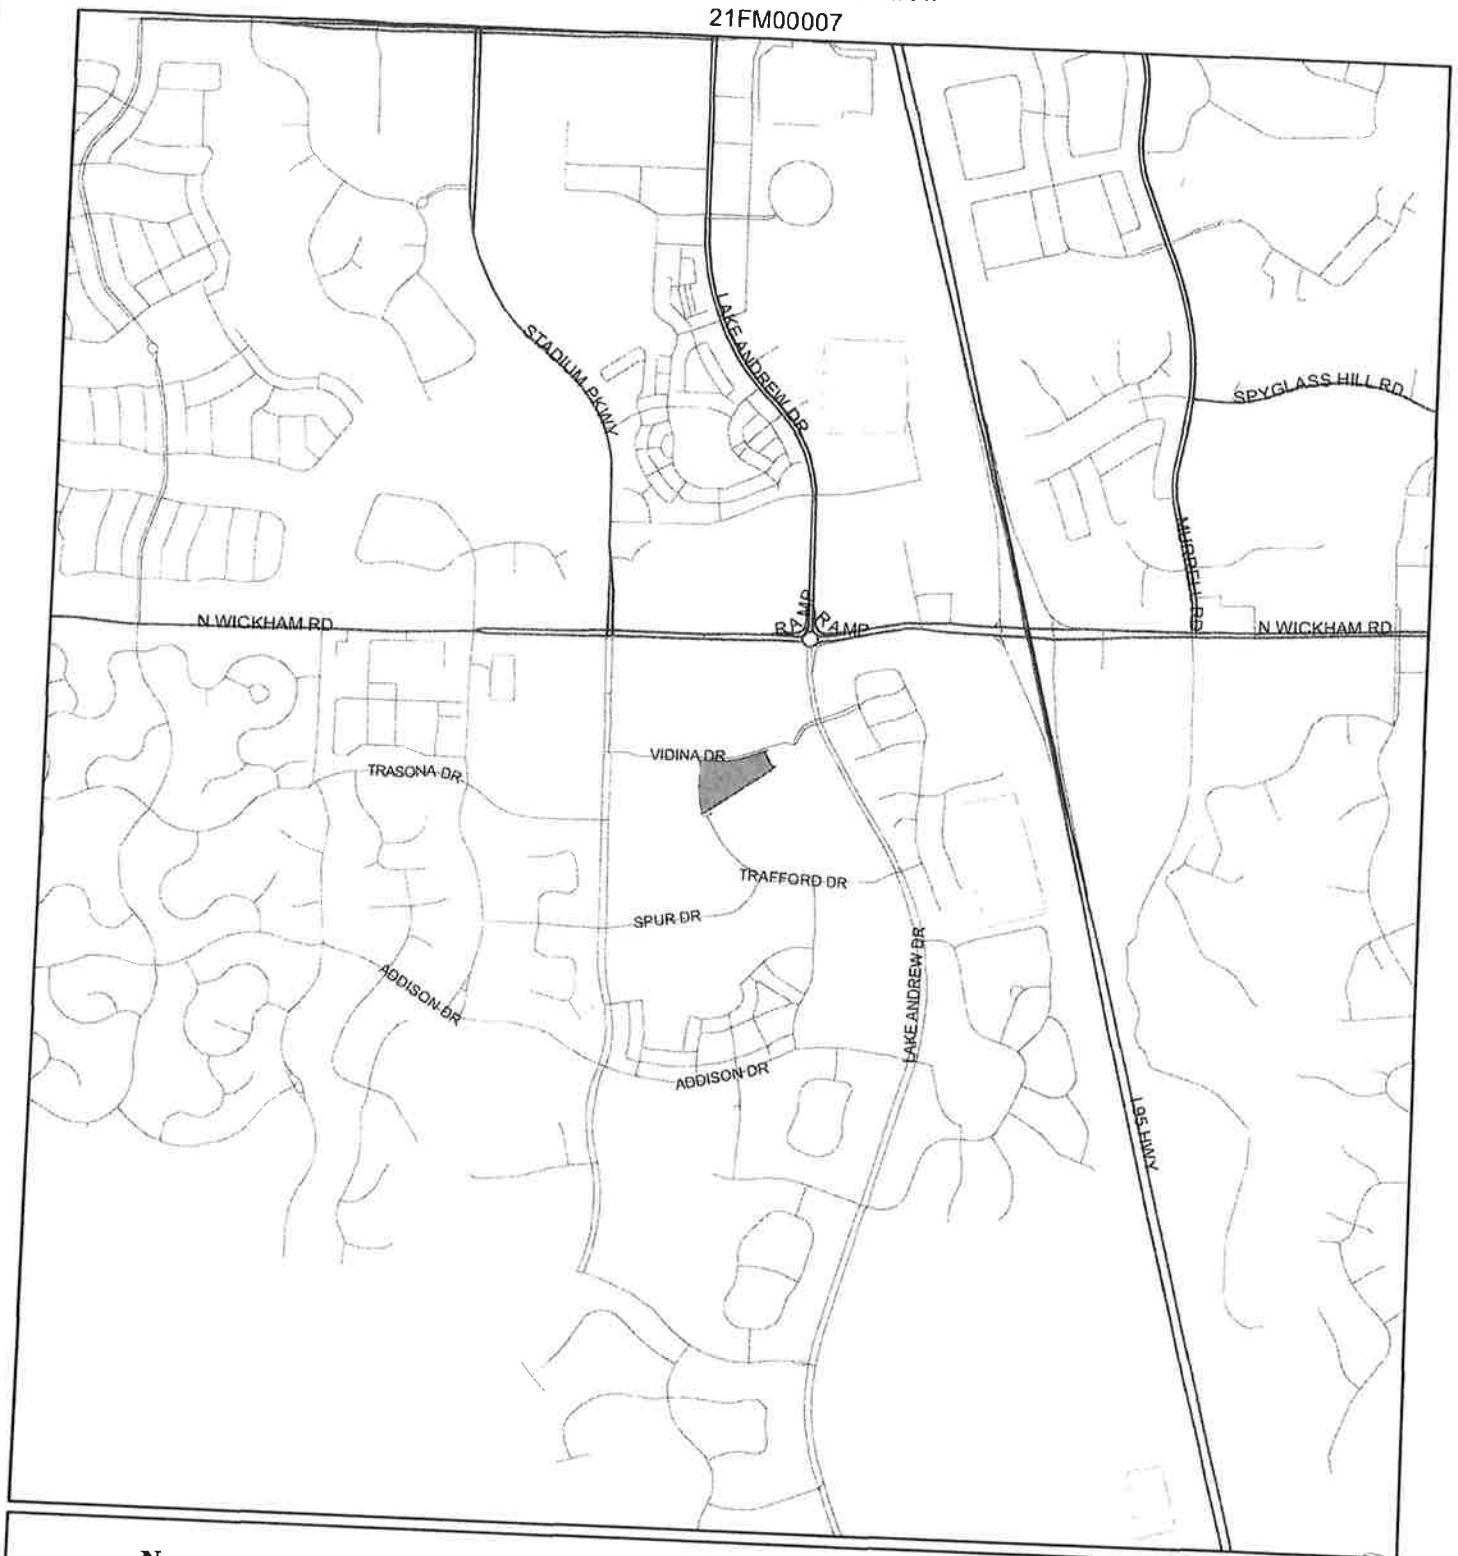 21FM00007
LAKE ANDREW DR
STADIUM PKWY
SPYGLASS HILL RD
MURRELL RD
N WICKHAM RD
RAMP
RAMP
N WICKHAM RD
VIDINA DR
TRASONA DR
TRAFFORD DR
SPUR DR
LAKE ANDREW DR
ADDISON DR
ADDISON DR
I 95 HWY
N